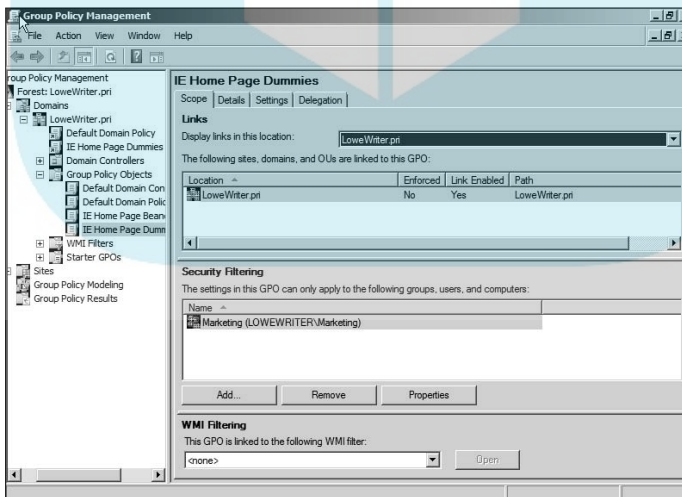 Group Policy Management
File Action View Window Help
roup Policy Management
Forest: LoweWriter.pri
Domains
LoweWriter.pri
Default Domain Policy
IE Home Page Dummies
Domain Controllers
Group Policy Objects
Default Domain Con
Default Domain Polic
IE Home Page Bean
IE Home Page Dumm
WMI Filters
Starter GPOs
Sites
Group Policy Modeling
Group Policy Results
IE Home Page Dummies
Scope Details Settings Delegation
Links
Display links in this location: LoweWriter.pri
The following sites, domains, and OUs are linked to this GPO:
Location Enforced Link Enabled Path
LoweWriter.pri No Yes LoweWriter.pri
Security Filtering
The settings in this GPO can only apply to the following groups, users, and computers:
Name
Marketing (LOWEWRITER\Marketing)
Add... Remove Properties
WMI Filtering
This GPO is linked to the following WMI filter:
<none> Open